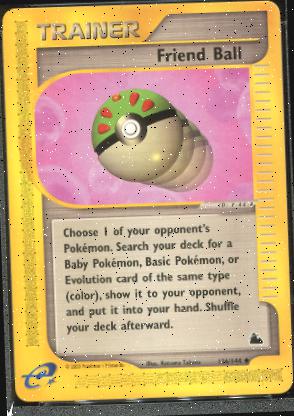 TRAINER
Friend Ball
Choose 1 of your opponent's
Pokémon. Search your deck for a
Baby Pokémon, Basic Pokémon, or
Evolution card of the same type
(color), show it to your opponent,
and put it into your hand. Shuffle
your deck afterward.
e
Illus.
/144